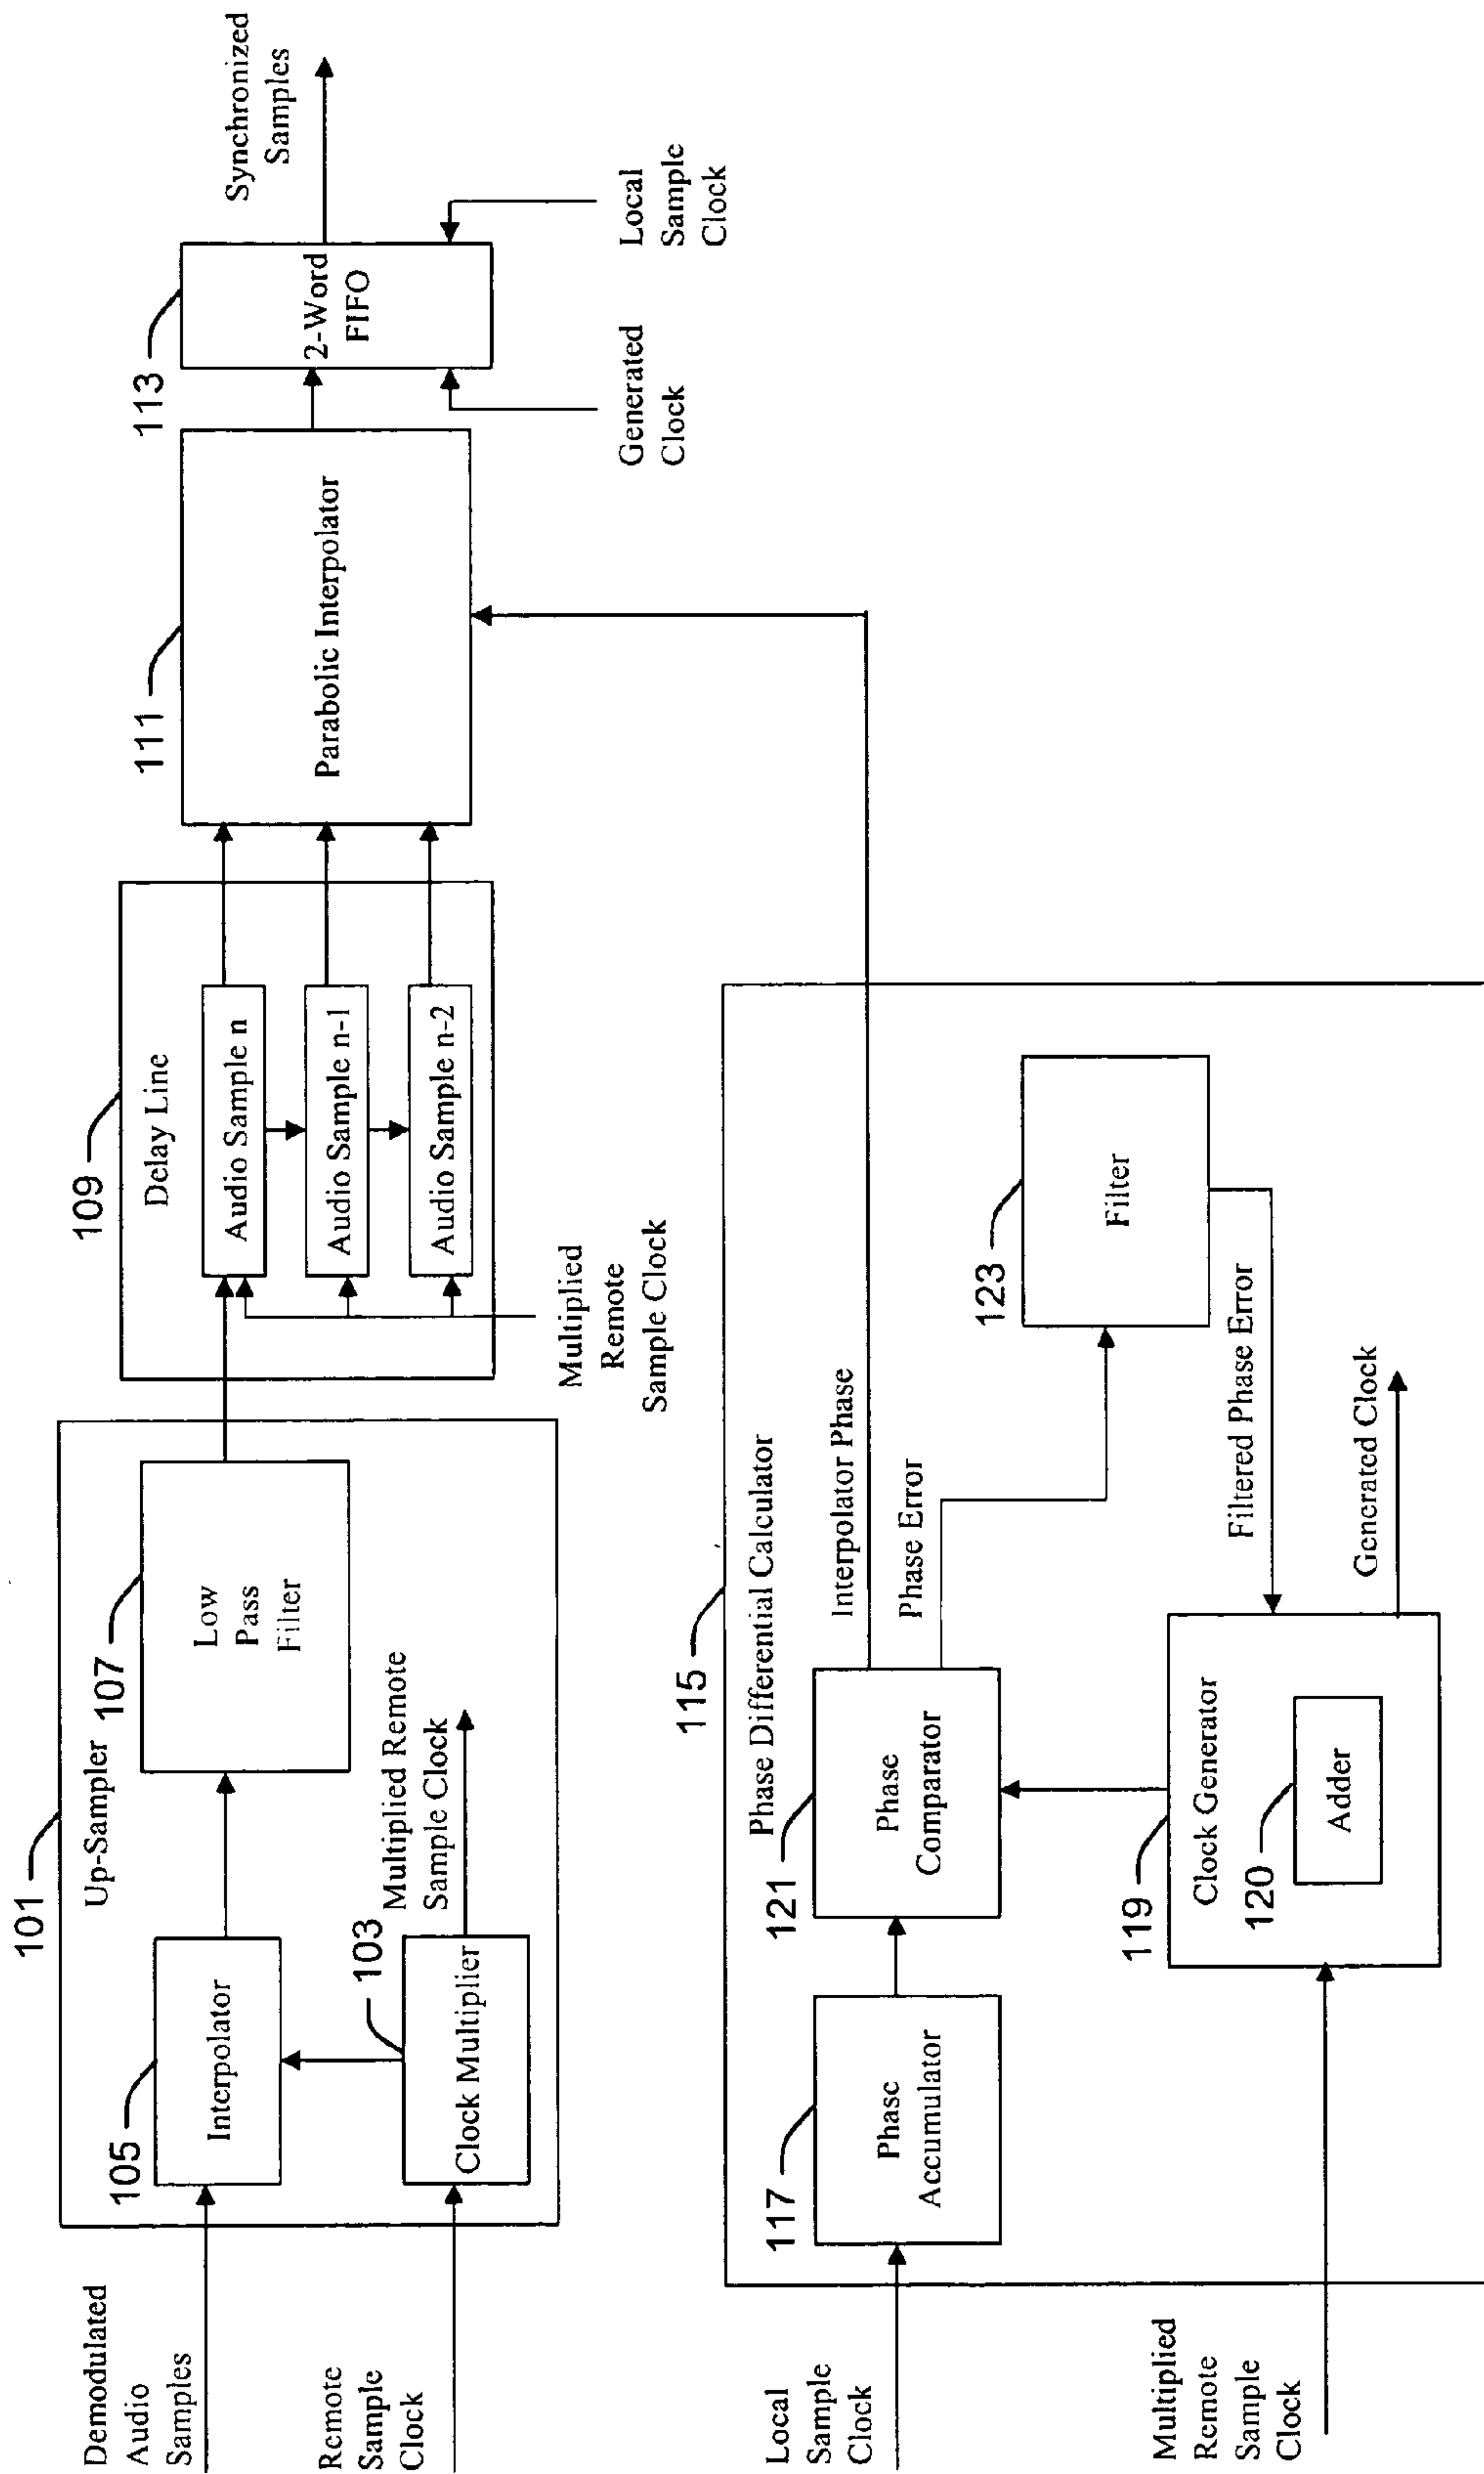 101
Up-Sampler
Demodulated
Audio
Samples
105
Interpolator
107
Low
Pass
Filter
Remote
Sample
Clock
103
Clock Multiplier
Multiplied Remote
Sample Clock
109
Delay Line
Audio Sample n
Audio Sample n-1
Audio Sample n-2
Multiplied
Remote
Sample Clock
111
Parabolic Interpolator
113
2-Word
FIFO
Synchronized
Samples
Generated
Clock
Local
Sample
Clock
115
Phase Differential Calculator
Local
Sample
Clock
117
Phase
Accumulator
121
Phase
Comparator
Interpolator Phase
Phase Error
123
Filter
Filtered Phase Error
Multiplied
Remote
Sample
Clock
119
Clock Generator
120
Adder
Generated Clock